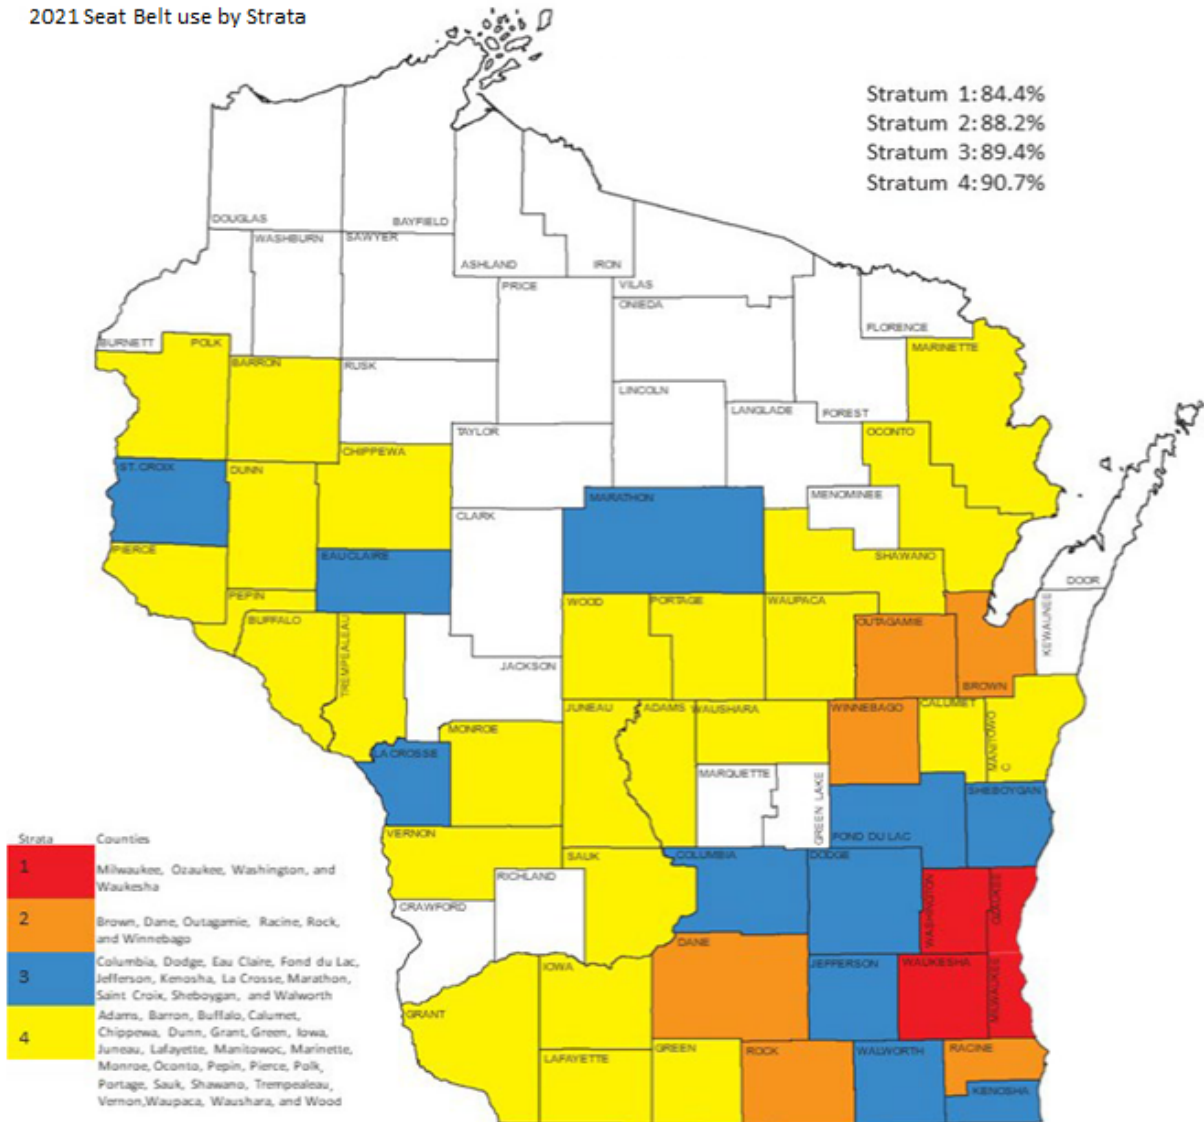 2021 Seat Belt use by Strata
Stratum 1:84.4%
Stratum 2:88.2%
Stratum 3:89.4%
Stratum 4:90.7%
DOUGLAS
BAYFIELD
WASHBURN
SAWYER
ASHLAND
IRON
PRICE
VILAS
ONIEDA
FLORENCE
BURNETT
POLK
BARRON
RUSK
MARINETTE
LINCOLN
LANGLADE
FOREST
TAYLOR
OCONTO
CHIPPEWA
ST. CROIX
DUNN
MARATHON
MENOMINEE
CLARK
PIERCE
EAU CLAIRE
SHAWANO
DOOR
PEPIN
WOOD
PORTAGE
WAUPACA
BUFFALO
TREMPEALEAU
OUTAGAMIE
KEWAUNEE
JACKSON
BROWN
JUNEAU
ADAMS
WAUSHARA
WINNEBAGO
CALUMET
MONROE
MANITOWO
C
LA CROSSE
MARQUETTE
GREEN LAKE
SHEBOYGAN
VERNON
FOND DU LAC
SAUK
COLUMBIA
DODGE
RICHLAND
WASHINGTON
OZAUKEE
CRAWFORD
DANE
IOWA
JEFFERSON
WAUKESHA
MILWAUKEE
GRANT
LAFAYETTE
GREEN
ROCK
WALWORTH
RACINE
KENOSHA
Strata Counties
1 Milwaukee, Ozaukee, Washington, and
Waukesha
2 Brown, Dane, Outagamie, Racine, Rock,
and Winnebago
Columbia, Dodge, Eau Claire, Fond du Lac,
3 Jefferson, Kenosha, La Crosse, Marathon,
Saint Croix, Sheboygan, and Walworth
Adams, Barron, Buffalo, Calumet,
4 Chippewa, Dunn, Grant, Green, Iowa,
Juneau, Lafayette, Manitowoc, Marinette,
Monroe, Oconto, Pepin, Pierce, Polk,
Portage, Sauk, Shawano, Trempealeau,
Vernon,Waupaca, Waushara, and Wood